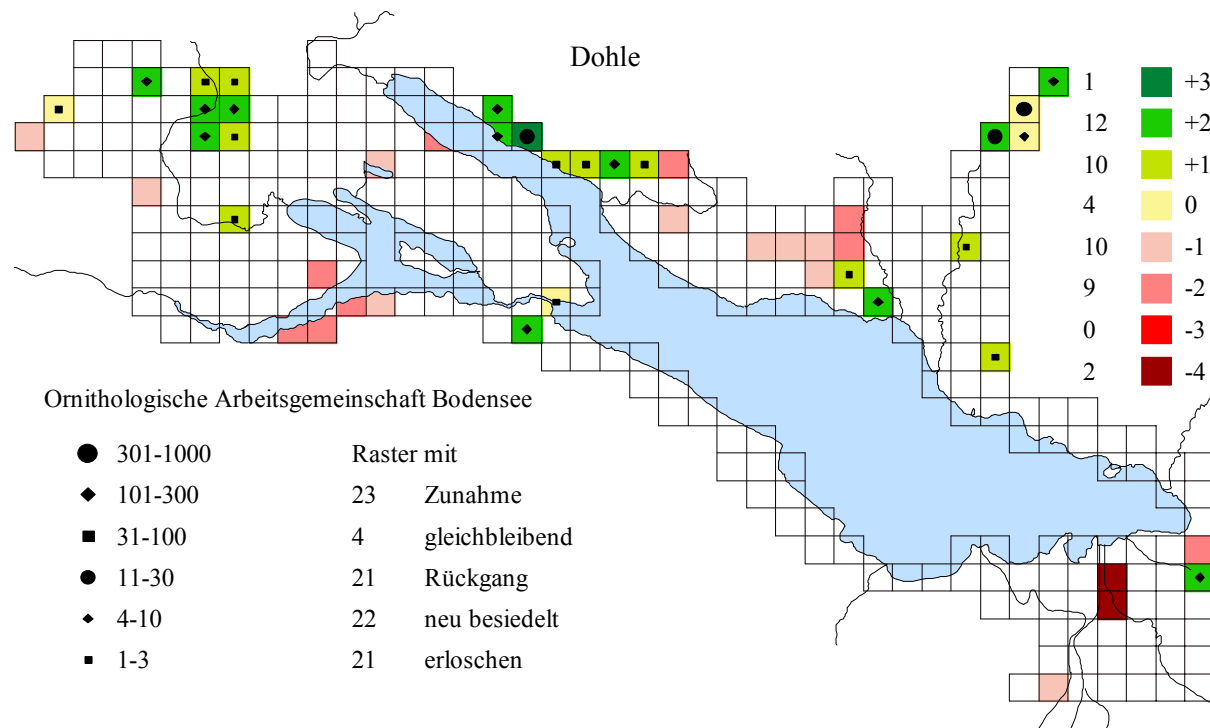 Dohle
1 +3
12 +2
10 +1
4 0
10 -1
9 -2
0 -3
2 -4
Ornithologische Arbeitsgemeinschaft Bodensee
301-1000 Raster mit
101-300 23 Zunahme
31-100 4 gleichbleibend
11-30 21 Rückgang
4-10 22 neu besiedelt
1-3 21 erloschen